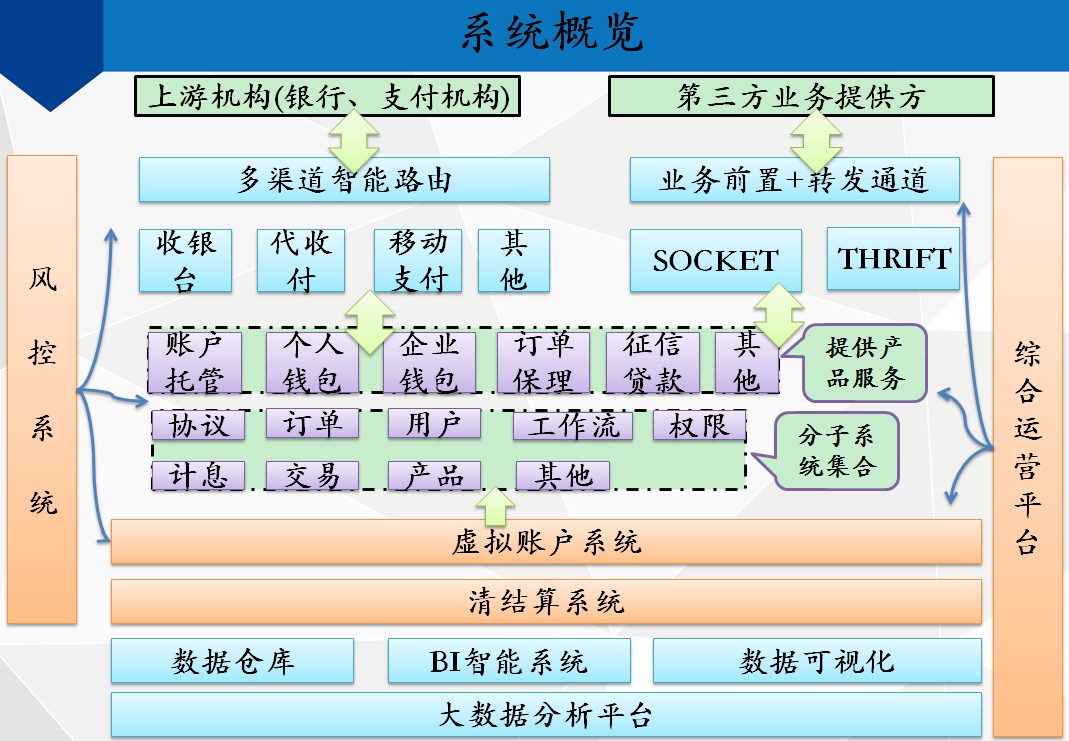 系统概览
上游机构(银行、支付机构)
第三方业务提供方
多渠道智能路由
业务前置+转发通道
收银
台
代收
付
移动
支付
其
他
SOCKET
THRIFT
账户
托管
个人
钱包
企业
钱包
订单
保理
征信
贷款
其
他
提供产
品服务
协议
订单
用户
工作流
权限
计息
交易
产品
其他
分子系
统集合
虚拟账户系统
清结算系统
数据仓库
BI智能系统
数据可视化
大数据分析平台
风
控
系
统
综
合
运
营
平
台